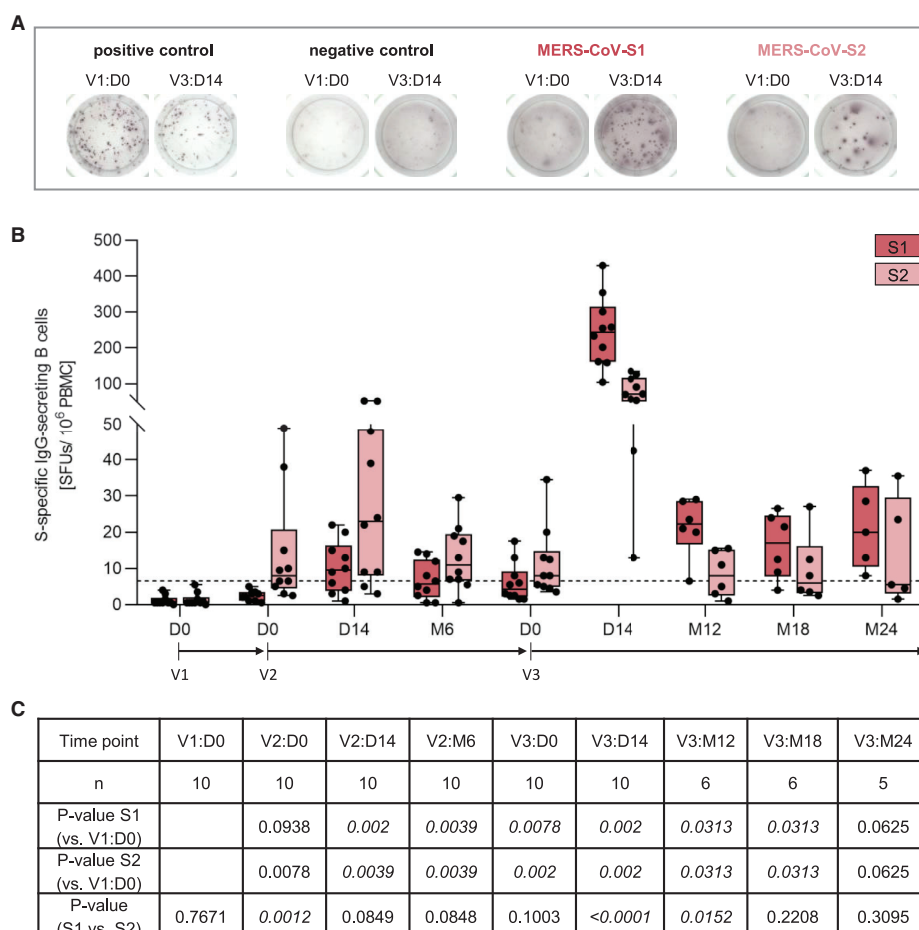 A
positive control negative control MERS-CoV-S1 MERS-CoV-S2
V1:D0 V3:D14 V1:D0 V3:D14 V1:D0 V3:D14 V1:D0 V3:D14
B
S-specific IgG-secreting B cells
[SFUs/ 10⁶ PBMC]
500
400
300
200
100
50
40
30
20
10
0
S1
S2
D0 D0 D14 M6 D0 D14 M12 M18 M24
V1 V2 V3
C
Time point V1:D0 V2:D0 V2:D14 V2:M6 V3:D0 V3:D14 V3:M12 V3:M18 V3:M24
n 10 10 10 10 10 10 6 6 5
P-value S1
(vs. V1:D0) 0.0938 0.002 0.0039 0.0078 0.002 0.0313 0.0313 0.0625
P-value S2
(vs. V1:D0) 0.0078 0.0039 0.0039 0.002 0.002 0.0313 0.0313 0.0625
P-value
(S1 vs. S2) 0.7671 0.0012 0.0849 0.0848 0.1003 <0.0001 0.0152 0.2208 0.3095